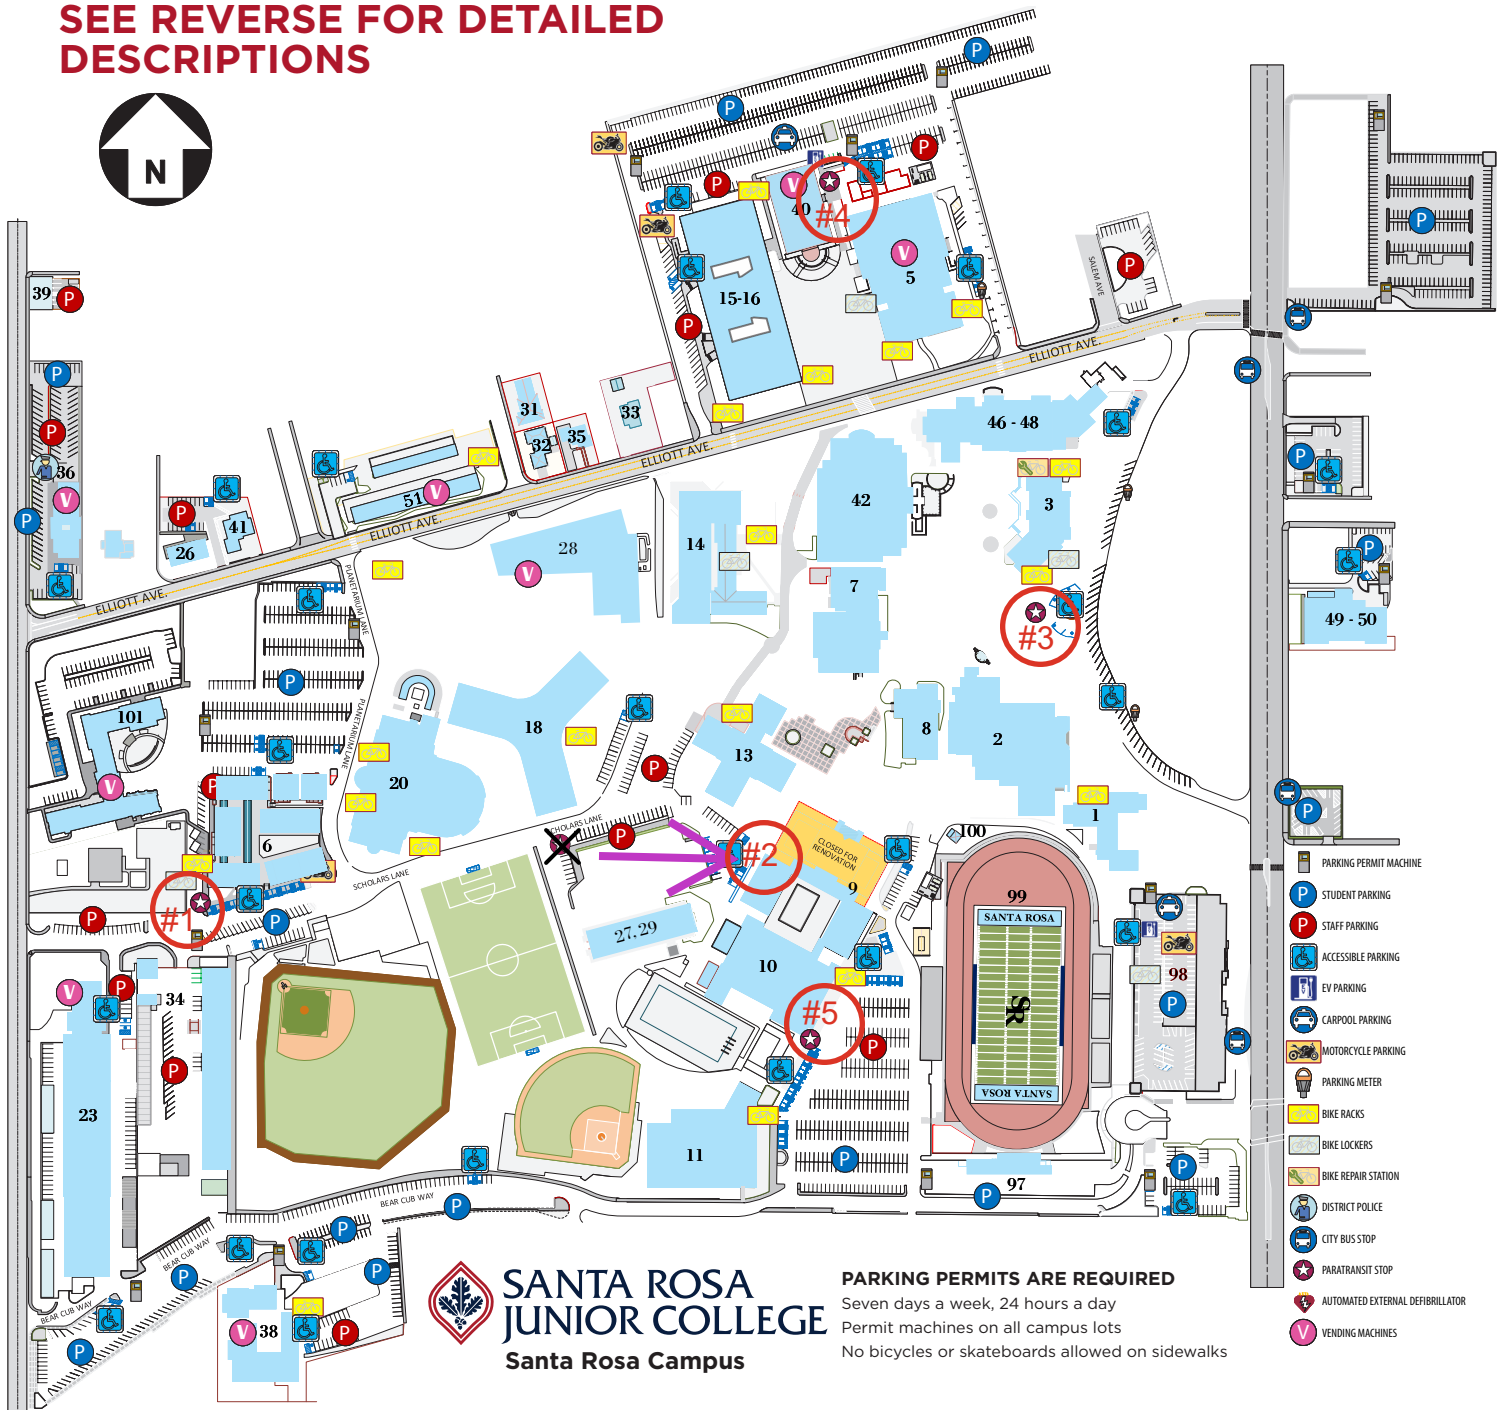 SEE REVERSE FOR DETAILED
DESCRIPTIONS
N
P
P
P
P
V
40
#4
P
P
15-16
V
5
SALEM AVE
P
39
P
P
ELLIOTT AVE.
P
31
33
46 - 48
P
32
35
36
ELLIOTT AVE.
P
V
51
V
42
3
P
P
41
ELLIOTT AVE.
14
26
28
V
7
P
ELLIOTT AVE.
PLANETARIUM LANE
49 - 50
#3
P
101
PLANETARIUM LANE
18
8
2
13
20
P
V
P
P
1
SCHOLARS LANE
P
CLOSED FOR
RENOVATION
100
6
#2
SCHOLARS LANE
9
99
#1
P
P
SANTA ROSA
27, 29
10
98
V
P
34
P
SR
#5
P
P
23
SANTA ROSA
11
P
97
P
P
BEAR CUB WAY
P
P
BEAR CUB WAY
P
P
BEAR CUB WAY
V
38
P
P
SANTA ROSA
JUNIOR COLLEGE
Santa Rosa Campus
PARKING PERMITS ARE REQUIRED
Seven days a week, 24 hours a day
Permit machines on all campus lots
No bicycles or skateboards allowed on sidewalks
PARKING PERMIT MACHINE
P STUDENT PARKING
P STAFF PARKING
ACCESSIBLE PARKING
EV PARKING
CARPOOL PARKING
MOTORCYCLE PARKING
PARKING METER
BIKE RACKS
BIKE LOCKERS
BIKE REPAIR STATION
DISTRICT POLICE
CITY BUS STOP
PARATRANSIT STOP
AUTOMATED EXTERNAL DEFIBRILLATOR
V VENDING MACHINES